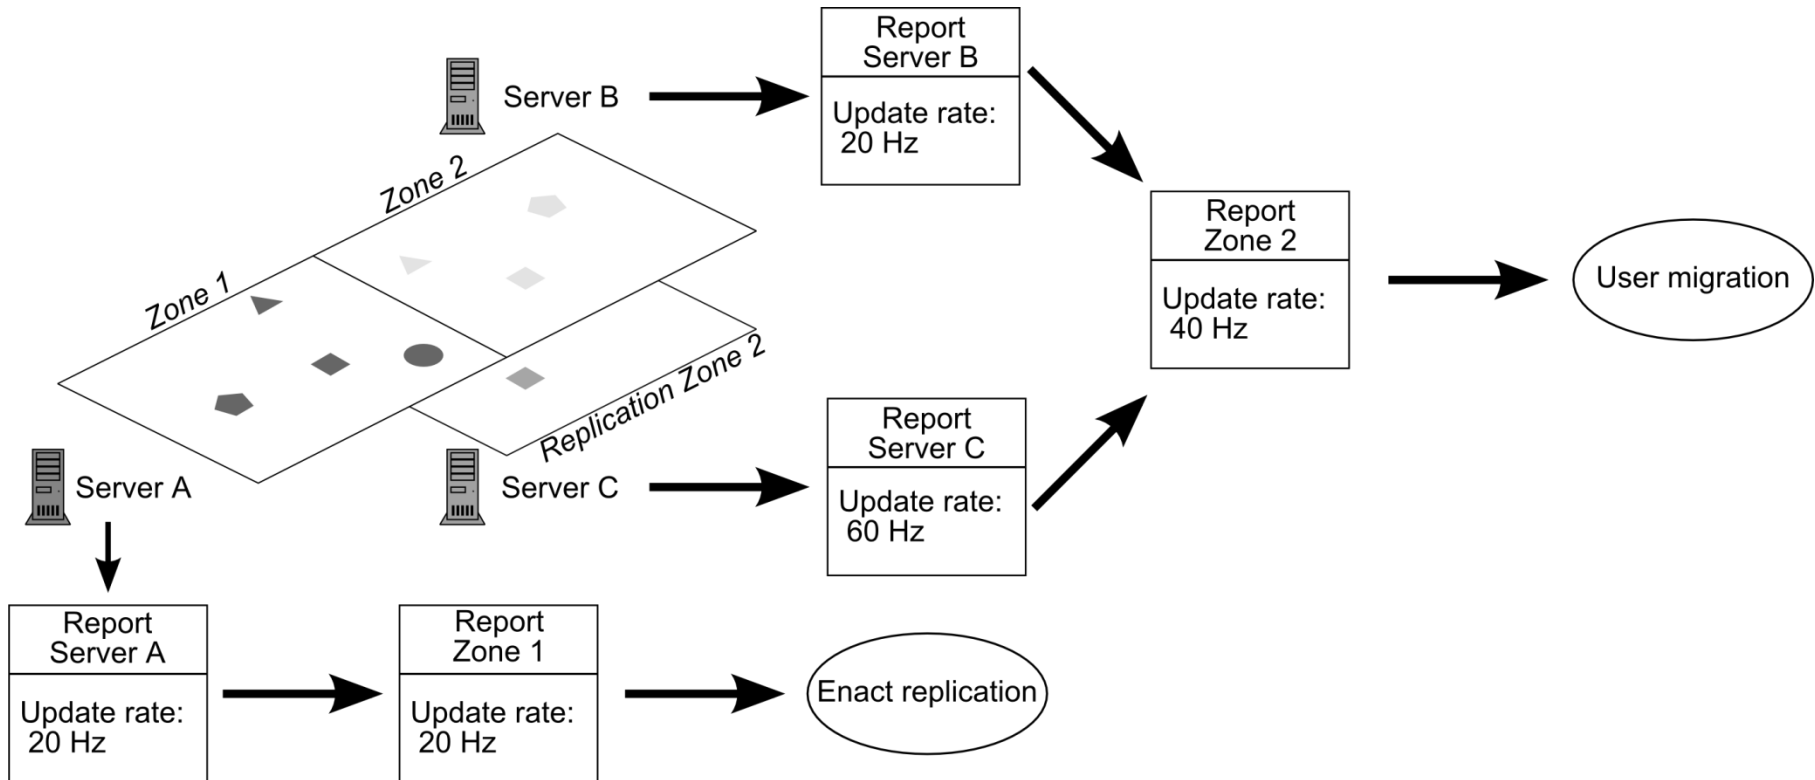 Report
Server B
Update rate:
20 Hz
Server B
Zone 2
Zone 1
Report
Zone 2
Update rate:
40 Hz
User migration
Replication Zone 2
Report
Server C
Update rate:
60 Hz
Server A
Server C
Report
Server A
Update rate:
20 Hz
Report
Zone 1
Update rate:
20 Hz
Enact replication